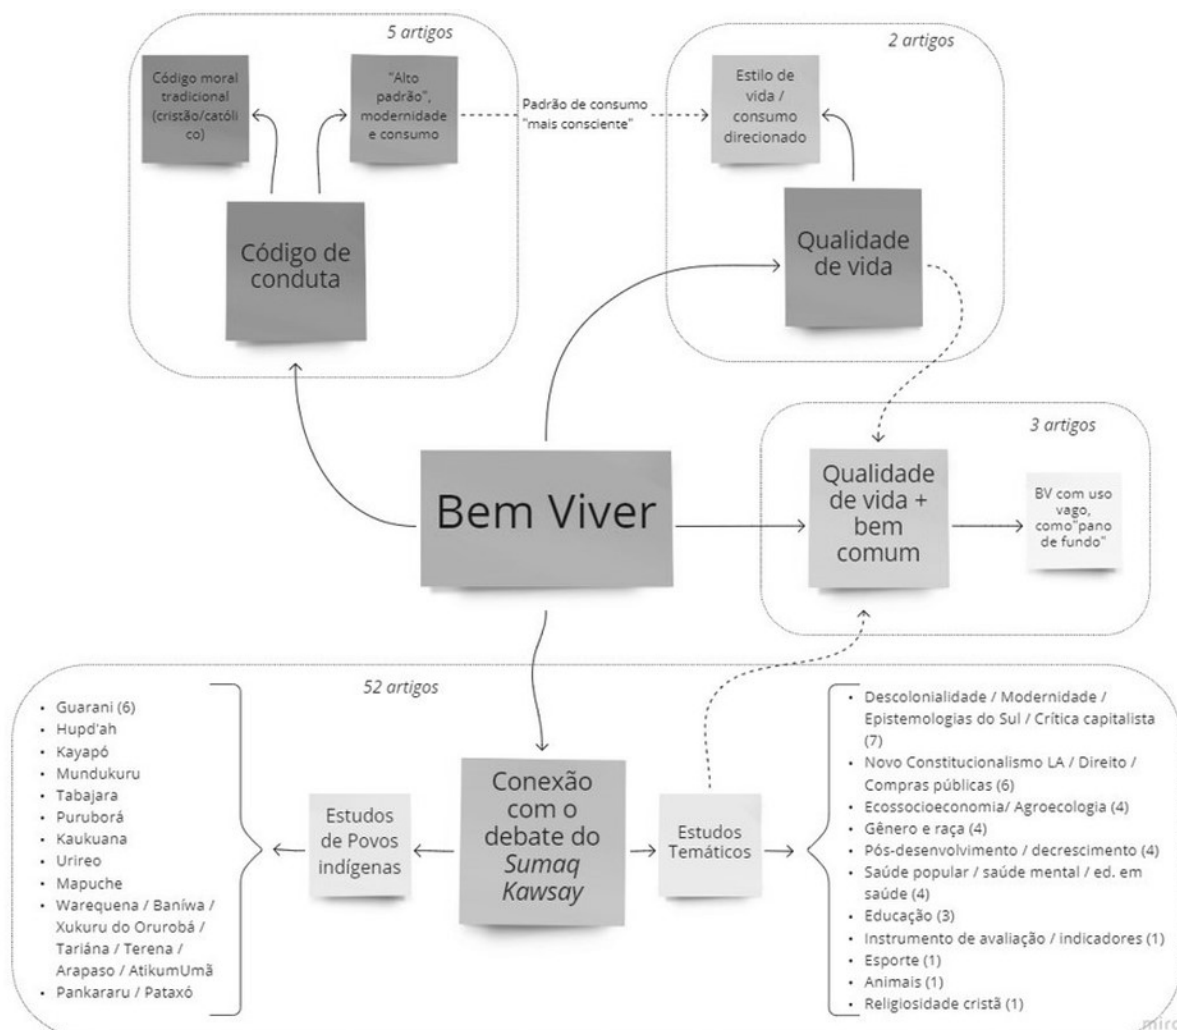 5 artigos
Código moral
tradicional
(cristão/católi
co)
"Alto
padrão",
modernidade
e consumo
Padrão de consumo
"mais consciente"
2 artigos
Estilo de
vida /
consumo
direcionado
Código de
conduta
Qualidade
de vida
3 artigos
Bem Viver
Qualidade
de vida +
bem
comum
BV com uso
vago,
como"pano
de fundo"
52 artigos
• Guarani (6)
• Hupd'ah
• Kayapó
• Mundukuru
• Tabajara
• Puruborá
• Kaukuana
• Urireo
• Mapuche
• Warequena / Baníwa /
Xukuru do Orurobá /
Tariána / Terena /
Arapaso / AtikumUmã
• Pankararu / Pataxó
Estudos
de Povos
indígenas
Conexão
com o
debate do
Sumaq
Kawsay
Estudos
Temáticos
• Descolonialidade / Modernidade /
Epistemologias do Sul / Crítica capitalista
(7)
• Novo Constitucionalismo LA / Direito /
Compras públicas (6)
• Ecossocioeconomia/ Agroecologia (4)
• Gênero e raça (4)
• Pós-desenvolvimento / decrescimento (4)
• Saúde popular / saúde mental / ed. em
saúde (4)
• Educação (3)
• Instrumento de avaliação / indicadores (1)
• Esporte (1)
• Animais (1)
• Religiosidade cristã (1)
miro